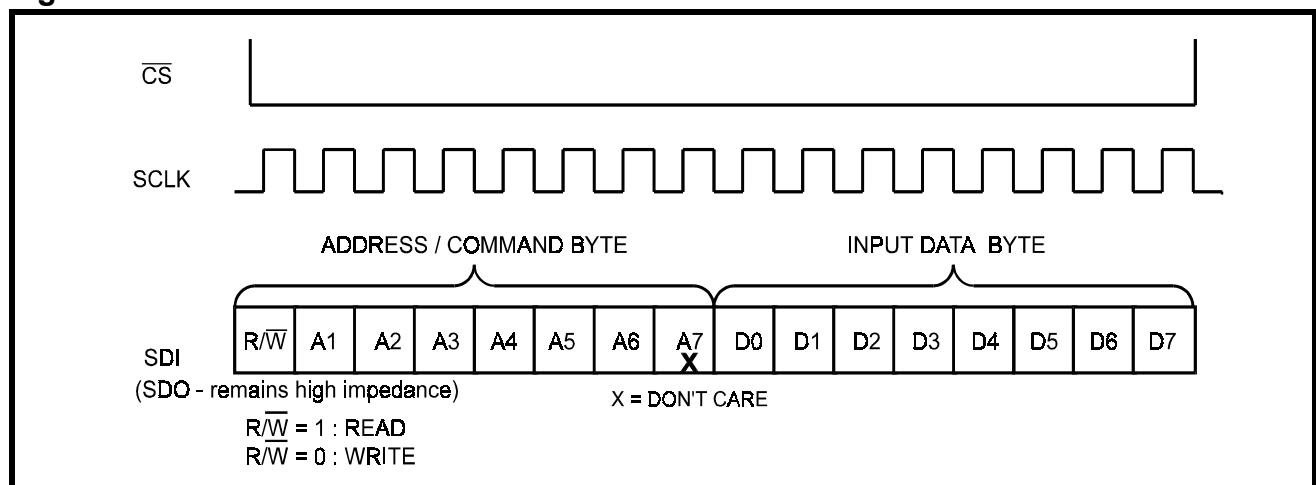 CS
SCLK
ADDRESS / COMMAND BYTE
INPUT DATA BYTE
SDI
R/W A1 A2 A3 A4 A5 A6 A7 D0 D1 D2 D3 D4 D5 D6 D7
X
(SDO - remains high impedance)
X = DON'T CARE
R/W = 1 : READ
R/W = 0 : WRITE